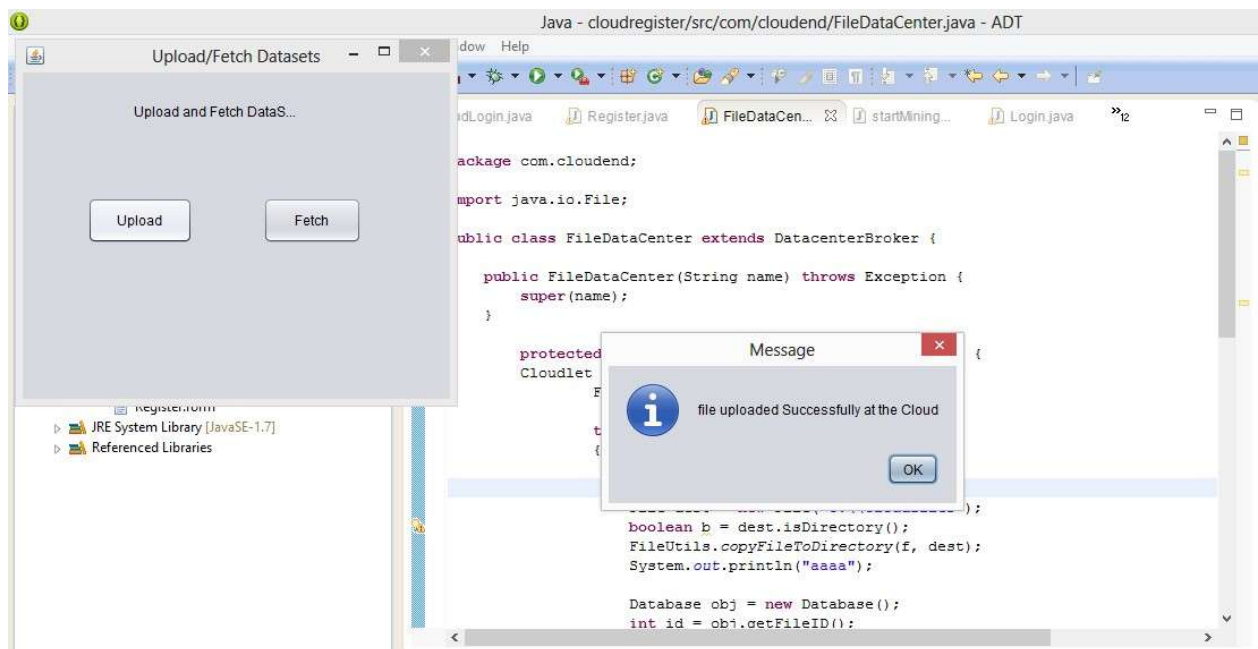 Java - cloudregister/src/com/cloudend/FileDataCenter.java - ADT
Upload/Fetch Datasets
dow Help
Upload and Fetch DataS...
Upload
Fetch
idLogin.java Register.java FileDataCen... startMining... Login.java »12
ackage com.cloudend;
mport java.io.File;
ublic class FileDataCenter extends DatacenterBroker {
public FileDataCenter(String name) throws Exception {
super(name);
}
protected {
Cloudlet
F
t
{
Message
file uploaded Successfully at the Cloud
OK
boolean b = dest.isDirectory();
FileUtils.copyFileToDirectory(f, dest);
System.out.println("aaaa");
Database obj = new Database();
int id = obj.getFileID();
Register.form
JRE System Library [JavaSE-1.7]
Referenced Libraries